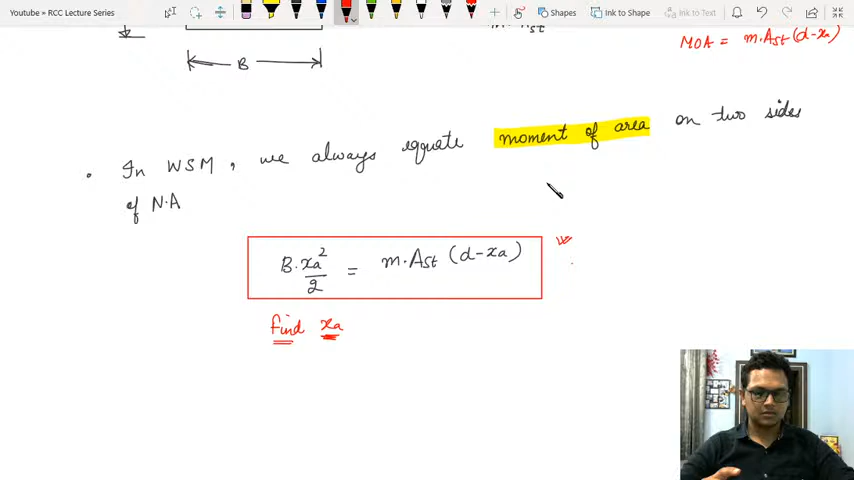 Youtube » RCC Lecture Series
Shapes
Ink to Shape
Ink to Text
MOA = m.Ast(d-xa)
B
• In WSM, we always equate moment of area on two sides
of N.A
B.xa²/2 = m.Ast (d-xa)
find xa